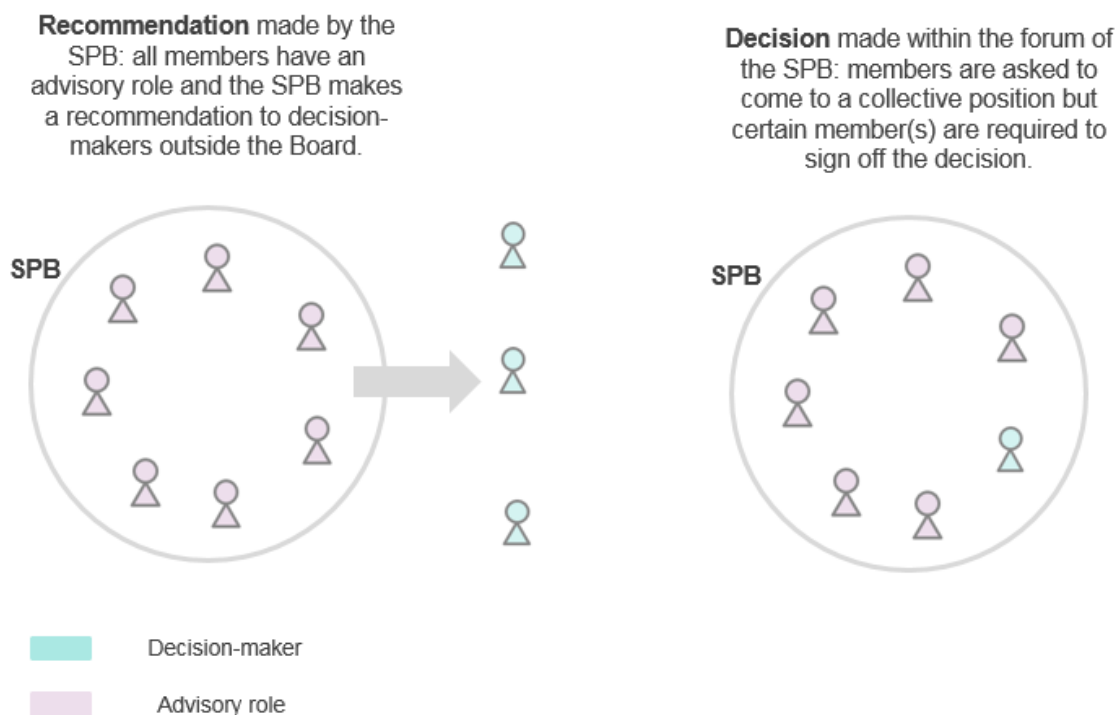 Recommendation made by the
SPB: all members have an
advisory role and the SPB makes
a recommendation to decision-
makers outside the Board.
Decision made within the forum of
the SPB: members are asked to
come to a collective position but
certain member(s) are required to
sign off the decision.
SPB
SPB
Decision-maker
Advisory role